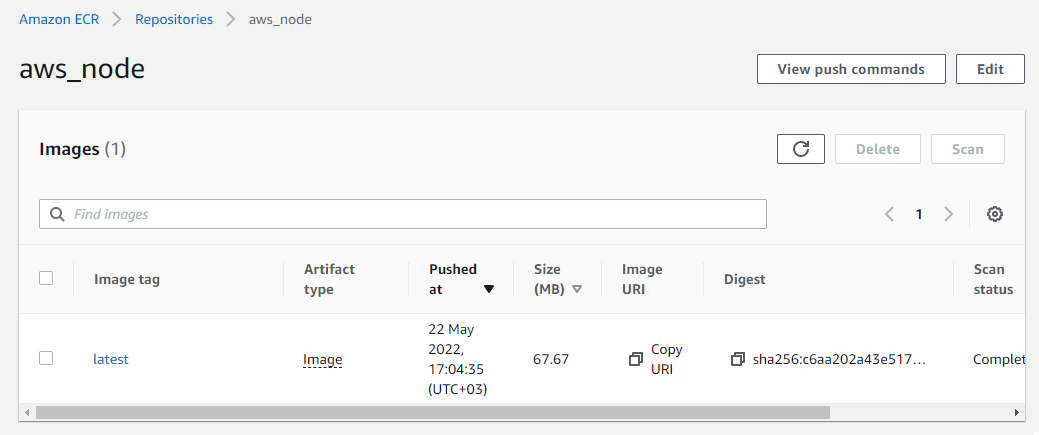 Amazon ECR > Repositories > aws_node
aws_node
View push commands
Edit
Images (1)
Delete
Scan
Find images
1
Image tag
Artifact type
Pushed at
Size (MB)
Image URI
Digest
Scan status
latest
Image
22 May 2022, 17:04:35 (UTC+03)
67.67
Copy URI
sha256:c6aa202a43e517...
Complet